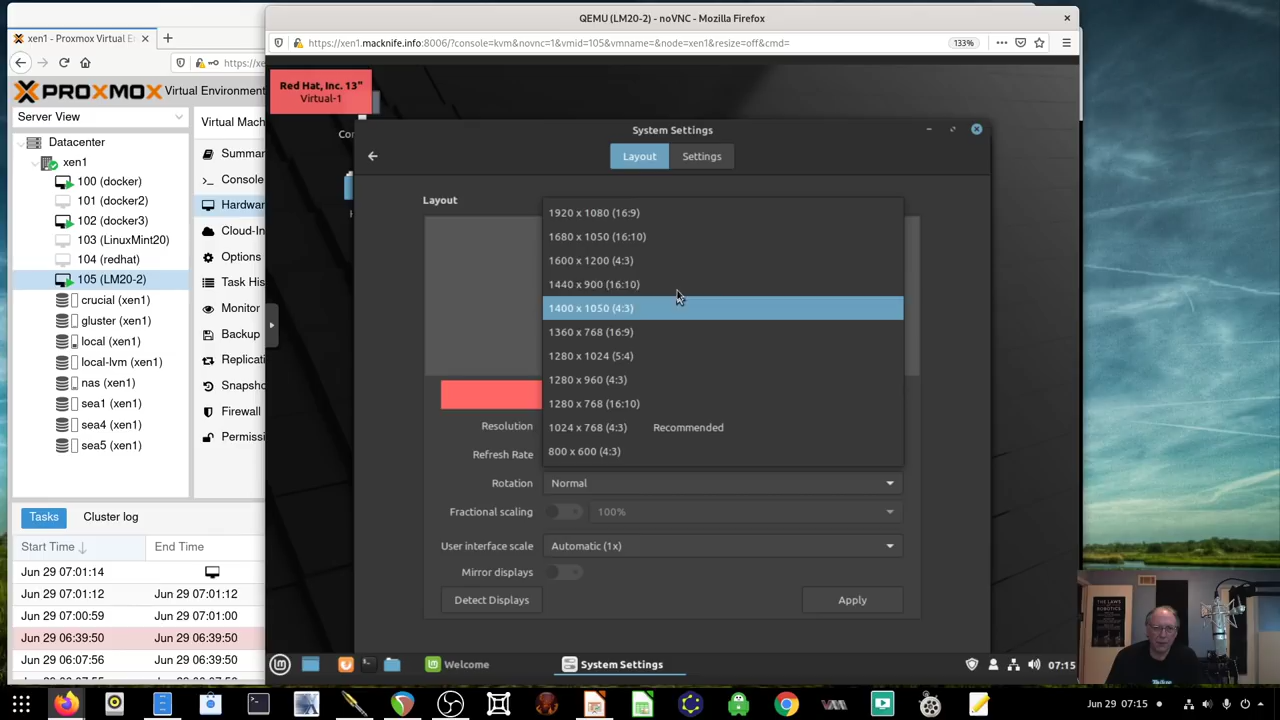 QEMU (LM20-2) - noVNC - Mozilla Firefox
xen1 - Proxmox Virtual E
https://xen1.macknife.info:8006/?console=kvm&novnc=1&vmid=105&vmname=&node=xen1&resize=off&cmd=
133%
https://xe
PROXMOX Virtual Environment
Server View
Datacenter
xen1
100 (docker)
101 (docker2)
102 (docker3)
103 (LinuxMint20)
104 (redhat)
105 (LM20-2)
crucial (xen1)
gluster (xen1)
local (xen1)
local-lvm (xen1)
nas (xen1)
sea1 (xen1)
sea4 (xen1)
sea5 (xen1)
Virtual Mach
Summar
Console
Hardwar
Cloud-In
Options
Task His
Monitor
Backup
Replicati
Snapsho
Firewall
Permissi
Tasks
Cluster log
Start Time
End Time
Jun 29 07:01:14
Jun 29 07:01:12 Jun 29 07:01:12
Jun 29 07:00:59 Jun 29 07:01:00
Jun 29 06:39:50 Jun 29 06:39:50
Jun 29 06:07:56 Jun 29 06:39:50
Red Hat, Inc. 13"
Virtual-1
Con
System Settings
Layout
Settings
Layout
1920 x 1080 (16:9)
1680 x 1050 (16:10)
1600 x 1200 (4:3)
1440 x 900 (16:10)
1400 x 1050 (4:3)
1360 x 768 (16:9)
1280 x 1024 (5:4)
1280 x 960 (4:3)
1280 x 768 (16:10)
1024 x 768 (4:3) Recommended
800 x 600 (4:3)
Resolution
Refresh Rate
Rotation Normal
Fractional scaling 100%
User interface scale Automatic (1x)
Mirror displays
Detect Displays
Apply
Welcome
System Settings
07:15
THE LAWS
ROBOTICS
Jun 29 07:15